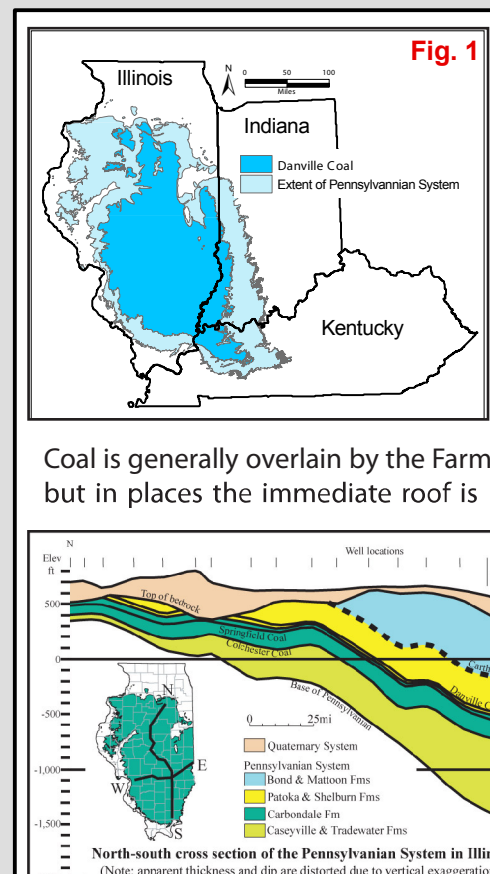 Fig. 1
Illinois
N
0 50 100
Miles
Indiana
Danville Coal
Extent of Pennsylvannian System
Kentucky
Coal is generally overlain by the Farm
but in places the immediate roof is
N
Elev
ft
Well locations
500
Top of bedrock
Springfield Coal
Colchester Coal
0
Carth
Danville C
Base of Pennsylvanian
-500
N
0 25mi
Quaternary System
Pennsylvanian System
Bond & Mattoon Fms
Patoka & Shelburn Fms
Carbondale Fm
Caseyville & Tradewater Fms
W
E
S
-1,000
-1,500
North-south cross section of the Pennsylvanian System in Illin
(Note: apparent thickness and dip are distorted due to vertical exaggeration